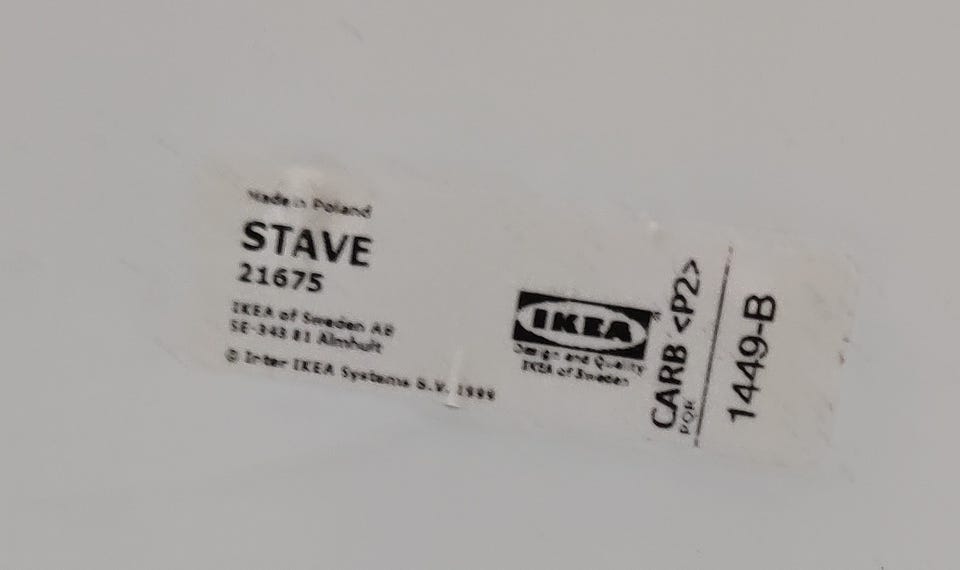 Made in Poland
STAVE
21675
IKEA of Sweden AB
SE-343 81 Älmhult
© Inter IKEA Systems B.V. 1999
IKEA®
Design and Quality
IKEA of Sweden
CARB <P2>
POR
1449-B